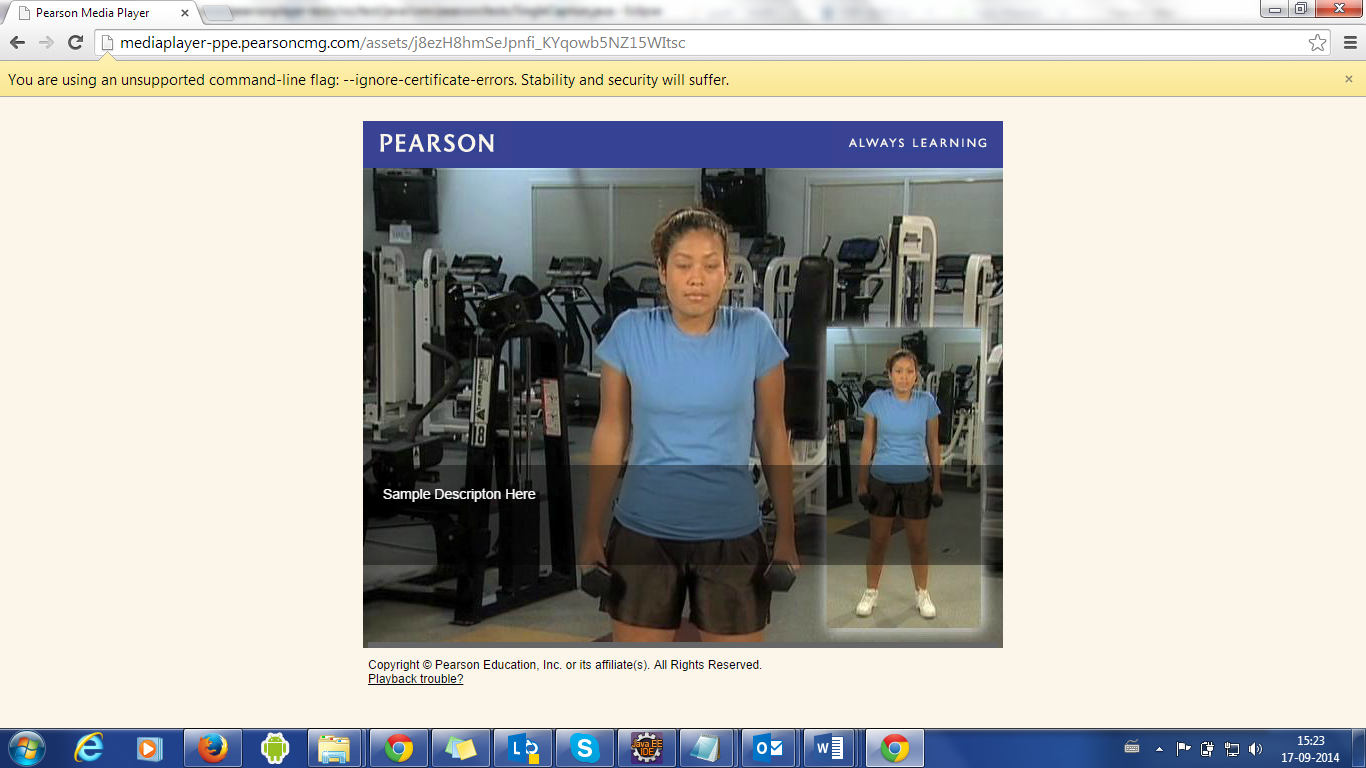 Pearson Media Player
mediaplayer-ppe.pearsoncmg.com/assets/j8ezH8hmSeJpnfi_KYqowb5NZ15WItsc
You are using an unsupported command-line flag: --ignore-certificate-errors. Stability and security will suffer.
PEARSON
ALWAYS LEARNING
18
Sample Descripton Here
Copyright © Pearson Education, Inc. or its affiliate(s). All Rights Reserved.
Playback trouble?
Java EE
IDE
15:23
17-09-2014